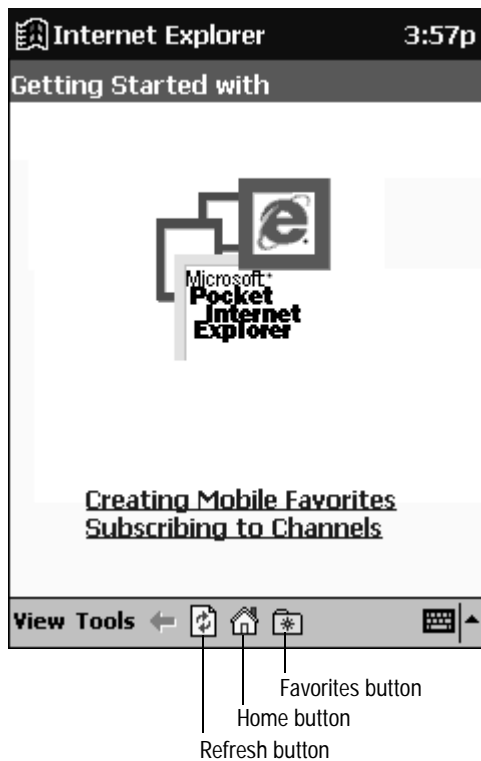 Internet Explorer 3:57p
Getting Started with
Microsoft
Pocket
Internet
Explorer
Creating Mobile Favorites
Subscribing to Channels
View Tools
Favorites button
Home button
Refresh button